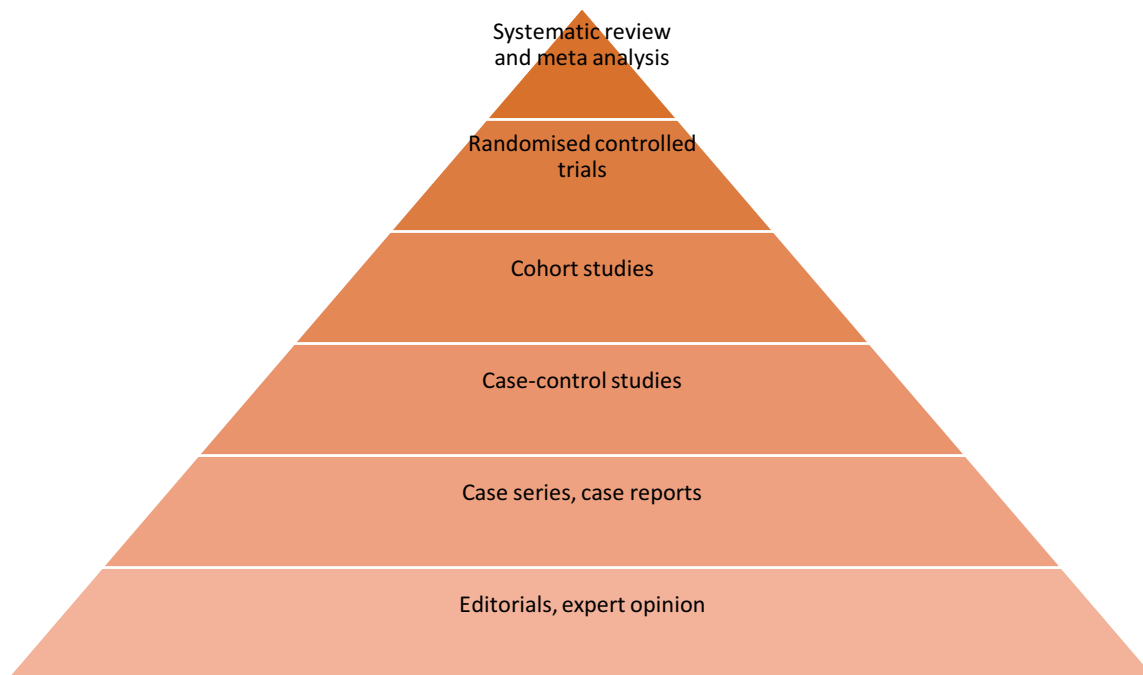 Systematic review
and meta analysis
Randomised controlled
trials
Cohort studies
Case-control studies
Case series, case reports
Editorials, expert opinion